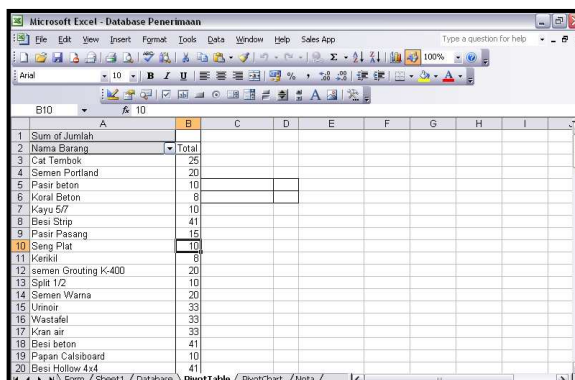 Microsoft Excel - Database Penerimaan
File Edit View Insert Format Tools Data Window Help Sales App Type a question for help
100%
Arial 10 B I U
B10 fx 10
A B C D E F G H I
1 Sum of Jumlah
2 Nama Barang Total
3 Cat Tembok 25
4 Semen Portland 20
5 Pasir beton 10
6 Koral Beton 8
7 Kayu 5/7 10
8 Besi Strip 41
9 Pasir Pasang 15
10 Seng Plat 10
11 Kerikil 8
12 semen Grouting K-400 20
13 Split 1/2 10
14 Semen Warna 20
15 Urinoir 33
16 Wastafel 33
17 Kran air 33
18 Besi beton 41
19 Papan Calsiboard 10
20 Besi Hollow 4x4 41
Form / Sheet1 / Database \ PivotTable / PivotChart / Nota /